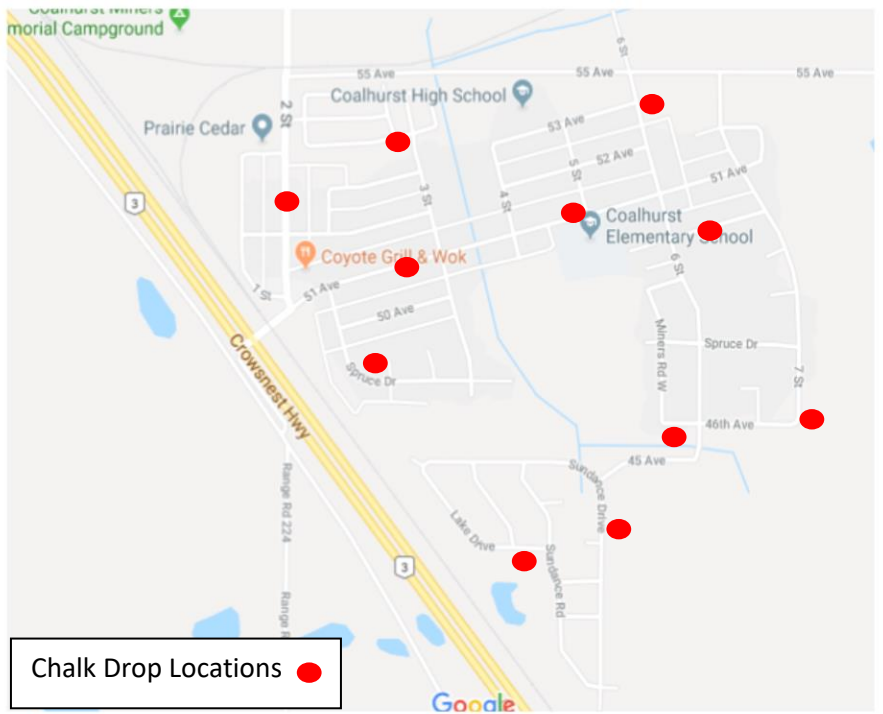 Coalhurst Miners
morial Campground
55 Ave
55 Ave
55 Ave
6 St
Coalhurst High School
2 St
Prairie Cedar
53 Ave
52 Ave
5 St
51 Ave
3 St
4 St
3
Coalhurst
Elementary School
Coyote Grill & Wok
6 St
1 St
51 Ave
50 Ave
Miners Rd W
Spruce Dr
Crowsnest Hwy
Spruce Dr
7 St
46th Ave
45 Ave
Sundance Drive
Range Rd 224
Lake Drive
Sundance Rd
3
Range R
Chalk Drop Locations
Google